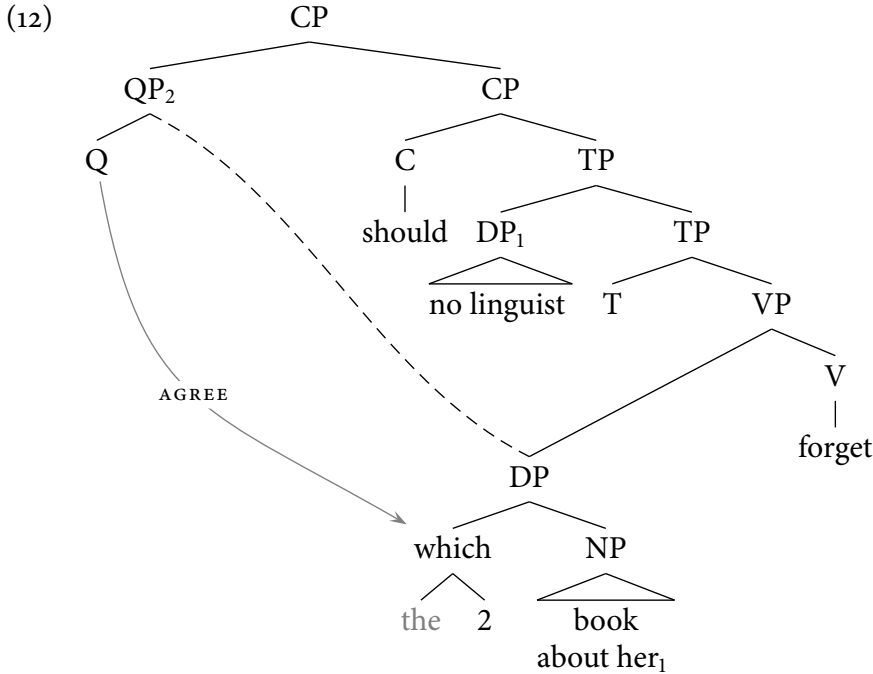 (12) CP
QP₂ CP
Q C TP
should DP₁ TP
no linguist T VP
V
AGREE
forget
DP
which NP
the 2 book
about her₁